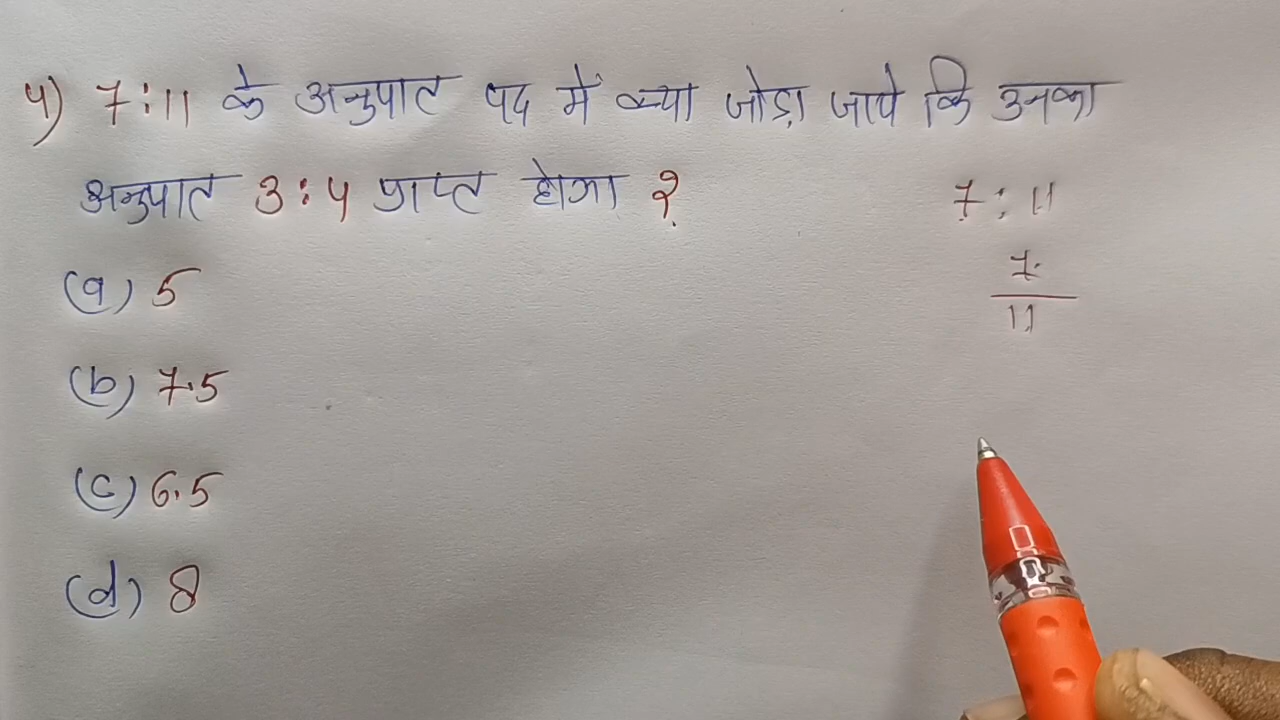 4) 7:11 के अनुपात पद में क्या जोड़ा जाये कि उनका
अनुपात 3:4 प्राप्त होगा ?
7:11
7
11
(a) 5
(b) 7.5
(c) 6.5
(d) 8